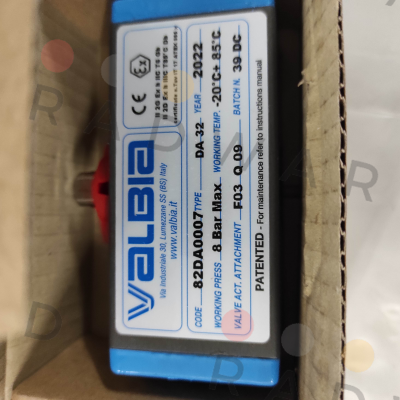 VALBIA
Via Industriale 30, Lumezzane SS (BS) Italy
www.valbia.it
CE Ex
CODE 82DA0007 TYPE DA 32 YEAR 2022
WORKING PRESS 8 Bar Max WORKING TEMP. -20°C+ 85°C
VALVE ACT. ATTACHMENT F03 Q 09 BATCH N. 39 DC
PATENTED - For maintenance refer to instructions manual